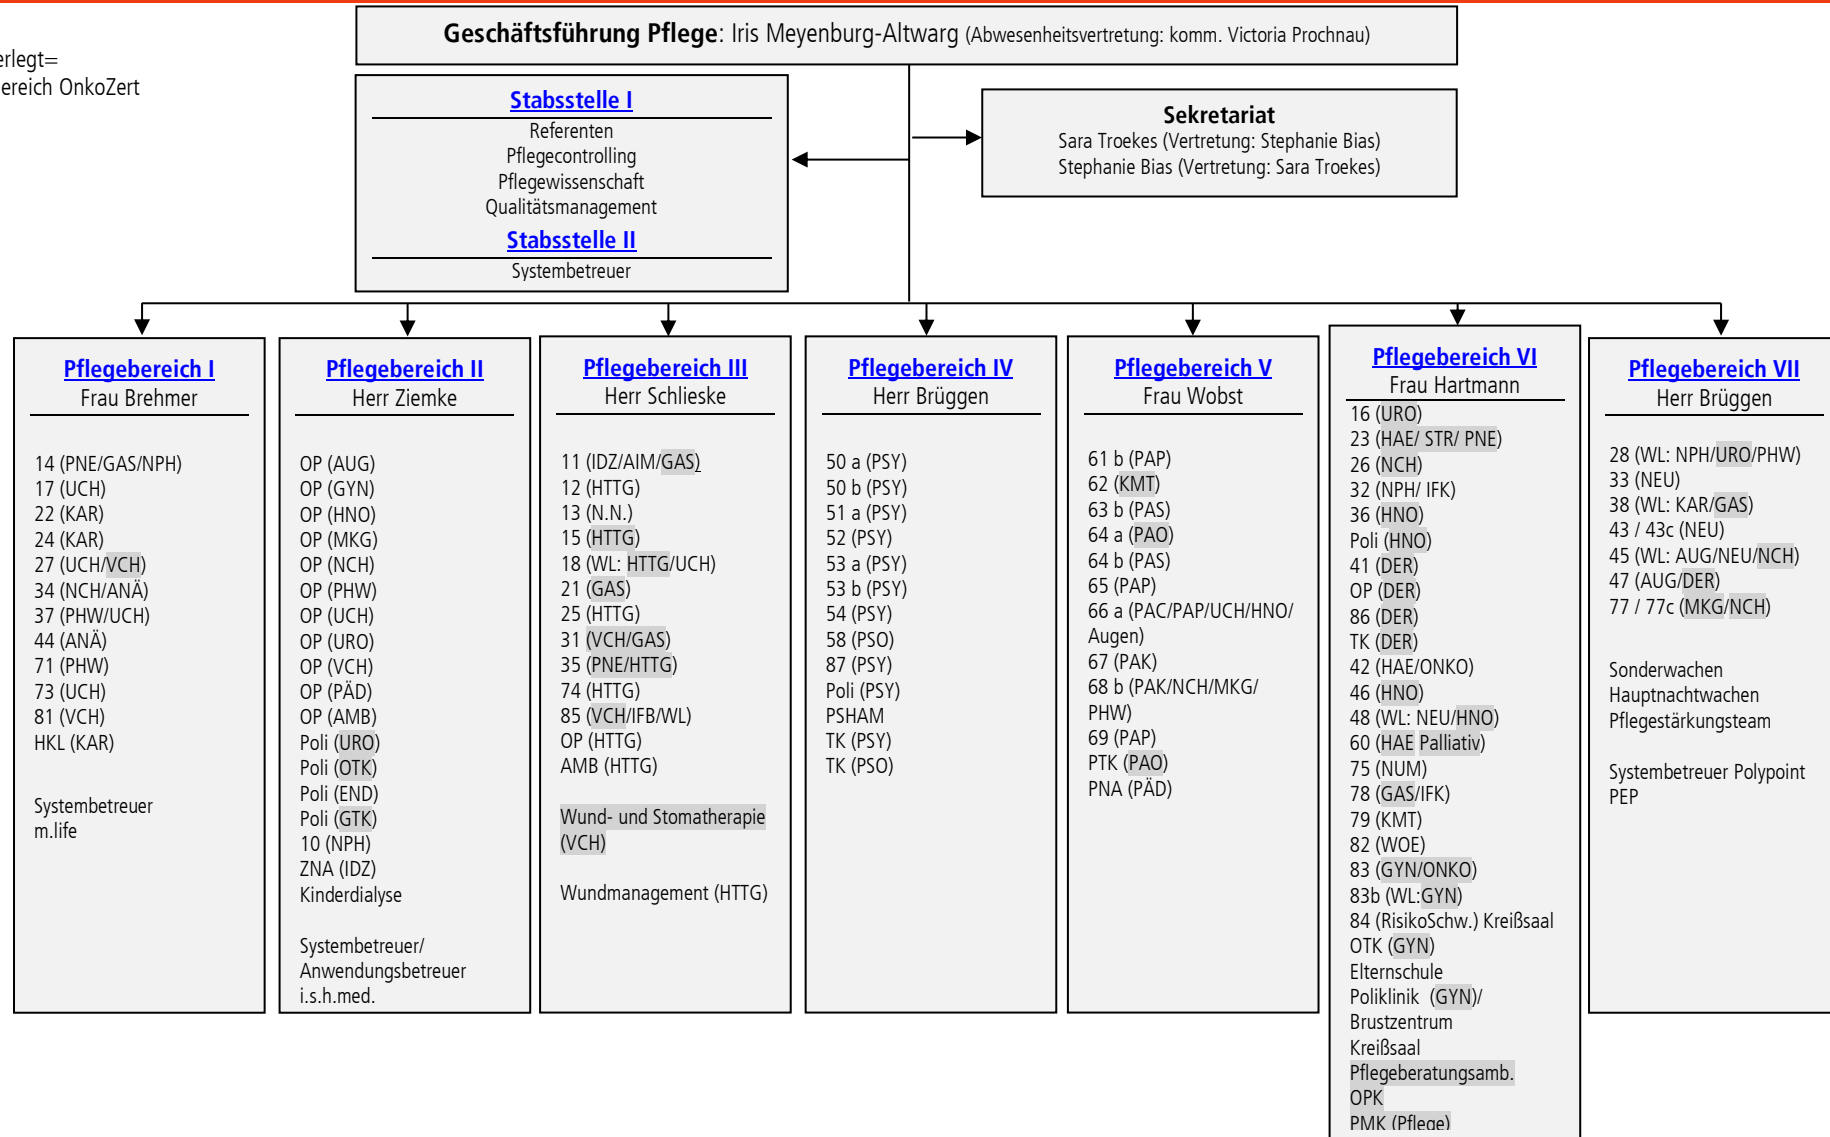 Geschäftsführung Pflege: Iris Meyenburg-Altwarg (Abwesenheitsvertretung: komm. Victoria Prochnau)
erlegt=
ereich OnkoZert
Stabsstelle I
Referenten
Pflegecontrolling
Pflegewissenschaft
Qualitätsmanagement
Stabsstelle II
Systembetreuer
Sekretariat
Sara Troekes (Vertretung: Stephanie Bias)
Stephanie Bias (Vertretung: Sara Troekes)
Pflegebereich I
Frau Brehmer
14 (PNE/GAS/NPH)
17 (UCH)
22 (KAR)
24 (KAR)
27 (UCH/VCH)
34 (NCH/ANÄ)
37 (PHW/UCH)
44 (ANÄ)
71 (PHW)
73 (UCH)
81 (VCH)
HKL (KAR)
Systembetreuer
m.life
Pflegebereich II
Herr Ziemke
OP (AUG)
OP (GYN)
OP (HNO)
OP (MKG)
OP (NCH)
OP (PHW)
OP (UCH)
OP (URO)
OP (VCH)
OP (PÄD)
OP (AMB)
Poli (URO)
Poli (OTK)
Poli (END)
Poli (GTK)
10 (NPH)
ZNA (IDZ)
Kinderdialyse
Systembetreuer/
Anwendungsbetreuer
i.s.h.med.
Pflegebereich III
Herr Schlieske
11 (IDZ/AIM/GAS)
12 (HTTG)
13 (N.N.)
15 (HTTG)
18 (WL: HTTG/UCH)
21 (GAS)
25 (HTTG)
31 (VCH/GAS)
35 (PNE/HTTG)
74 (HTTG)
85 (VCH/IFB/WL)
OP (HTTG)
AMB (HTTG)
Wund- und Stomatherapie
(VCH)
Wundmanagement (HTTG)
Pflegebereich IV
Herr Brüggen
50 a (PSY)
50 b (PSY)
51 a (PSY)
52 (PSY)
53 a (PSY)
53 b (PSY)
54 (PSY)
58 (PSO)
87 (PSY)
Poli (PSY)
PSHAM
TK (PSY)
TK (PSO)
Pflegebereich V
Frau Wobst
61 b (PAP)
62 (KMT)
63 b (PAS)
64 a (PAO)
64 b (PAS)
65 (PAP)
66 a (PAC/PAP/UCH/HNO/
Augen)
67 (PAK)
68 b (PAK/NCH/MKG/
PHW)
69 (PAP)
PTK (PAO)
PNA (PÄD)
Pflegebereich VI
Frau Hartmann
16 (URO)
23 (HAE/ STR/ PNE)
26 (NCH)
32 (NPH/ IFK)
36 (HNO)
Poli (HNO)
41 (DER)
OP (DER)
86 (DER)
TK (DER)
42 (HAE/ONKO)
46 (HNO)
48 (WL: NEU/HNO)
60 (HAE Palliativ)
75 (NUM)
78 (GAS/IFK)
79 (KMT)
82 (WOE)
83 (GYN/ONKO)
83b (WL:GYN)
84 (RisikoSchw.) Kreißsaal
OTK (GYN)
Elternschule
Poliklinik (GYN)/
Brustzentrum
Kreißsaal
Pflegeberatungsamb.
OPK
PMK (Pflege)
Pflegebereich VII
Herr Brüggen
28 (WL: NPH/URO/PHW)
33 (NEU)
38 (WL: KAR/GAS)
43 / 43c (NEU)
45 (WL: AUG/NEU/NCH)
47 (AUG/DER)
77 / 77c (MKG/NCH)
Sonderwachen
Hauptnachtwachen
Pflegestärkungsteam
Systembetreuer Polypoint
PEP